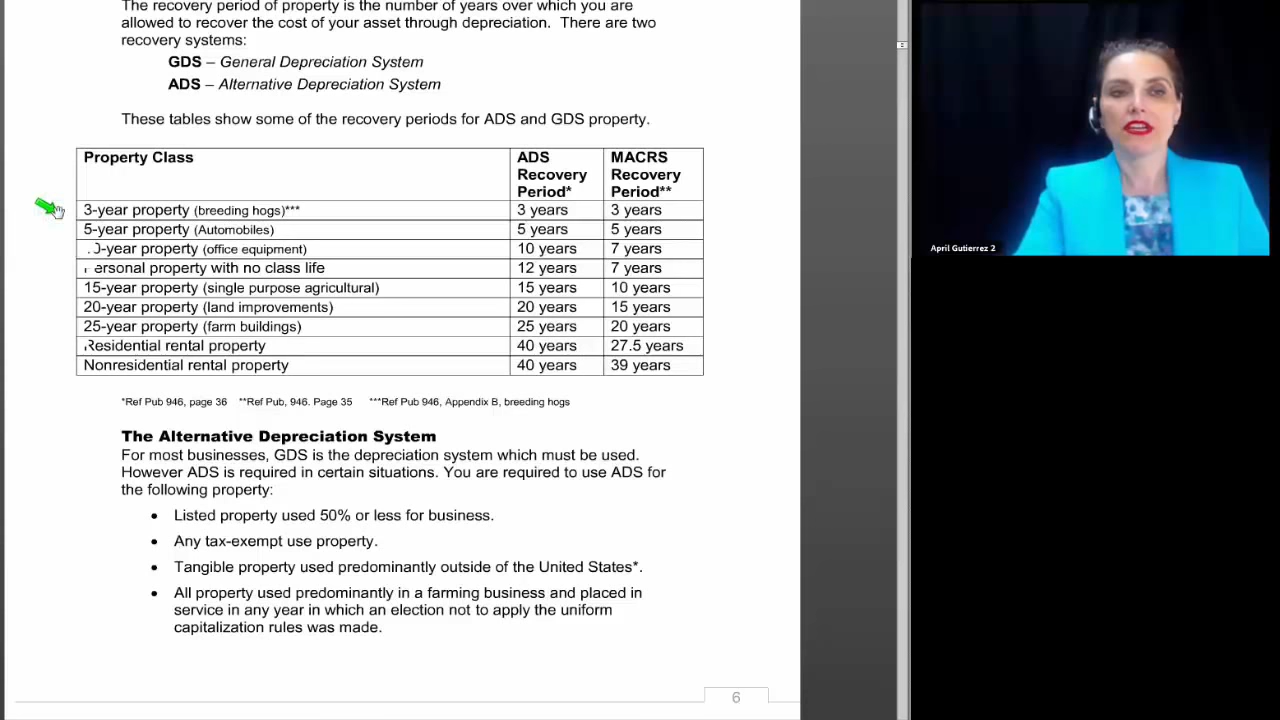 The recovery period of property is the number of years over which you are
allowed to recover the cost of your asset through depreciation. There are two
recovery systems:
GDS – General Depreciation System
ADS – Alternative Depreciation System
These tables show some of the recovery periods for ADS and GDS property.
Property Class ADS Recovery Period* MACRS Recovery Period**
3-year property (breeding hogs)*** 3 years 3 years
5-year property (Automobiles) 5 years 5 years
0-year property (office equipment) 10 years 7 years
ersonal property with no class life 12 years 7 years
15-year property (single purpose agricultural) 15 years 10 years
20-year property (land improvements) 20 years 15 years
25-year property (farm buildings) 25 years 20 years
Residential rental property 40 years 27.5 years
Nonresidential rental property 40 years 39 years
*Ref Pub 946, page 36 **Ref Pub, 946. Page 35 ***Ref Pub 946, Appendix B, breeding hogs
The Alternative Depreciation System
For most businesses, GDS is the depreciation system which must be used.
However ADS is required in certain situations. You are required to use ADS for
the following property:
• Listed property used 50% or less for business.
• Any tax-exempt use property.
• Tangible property used predominantly outside of the United States*.
• All property used predominantly in a farming business and placed in
service in any year in which an election not to apply the uniform
capitalization rules was made.
6
April Gutierrez 2